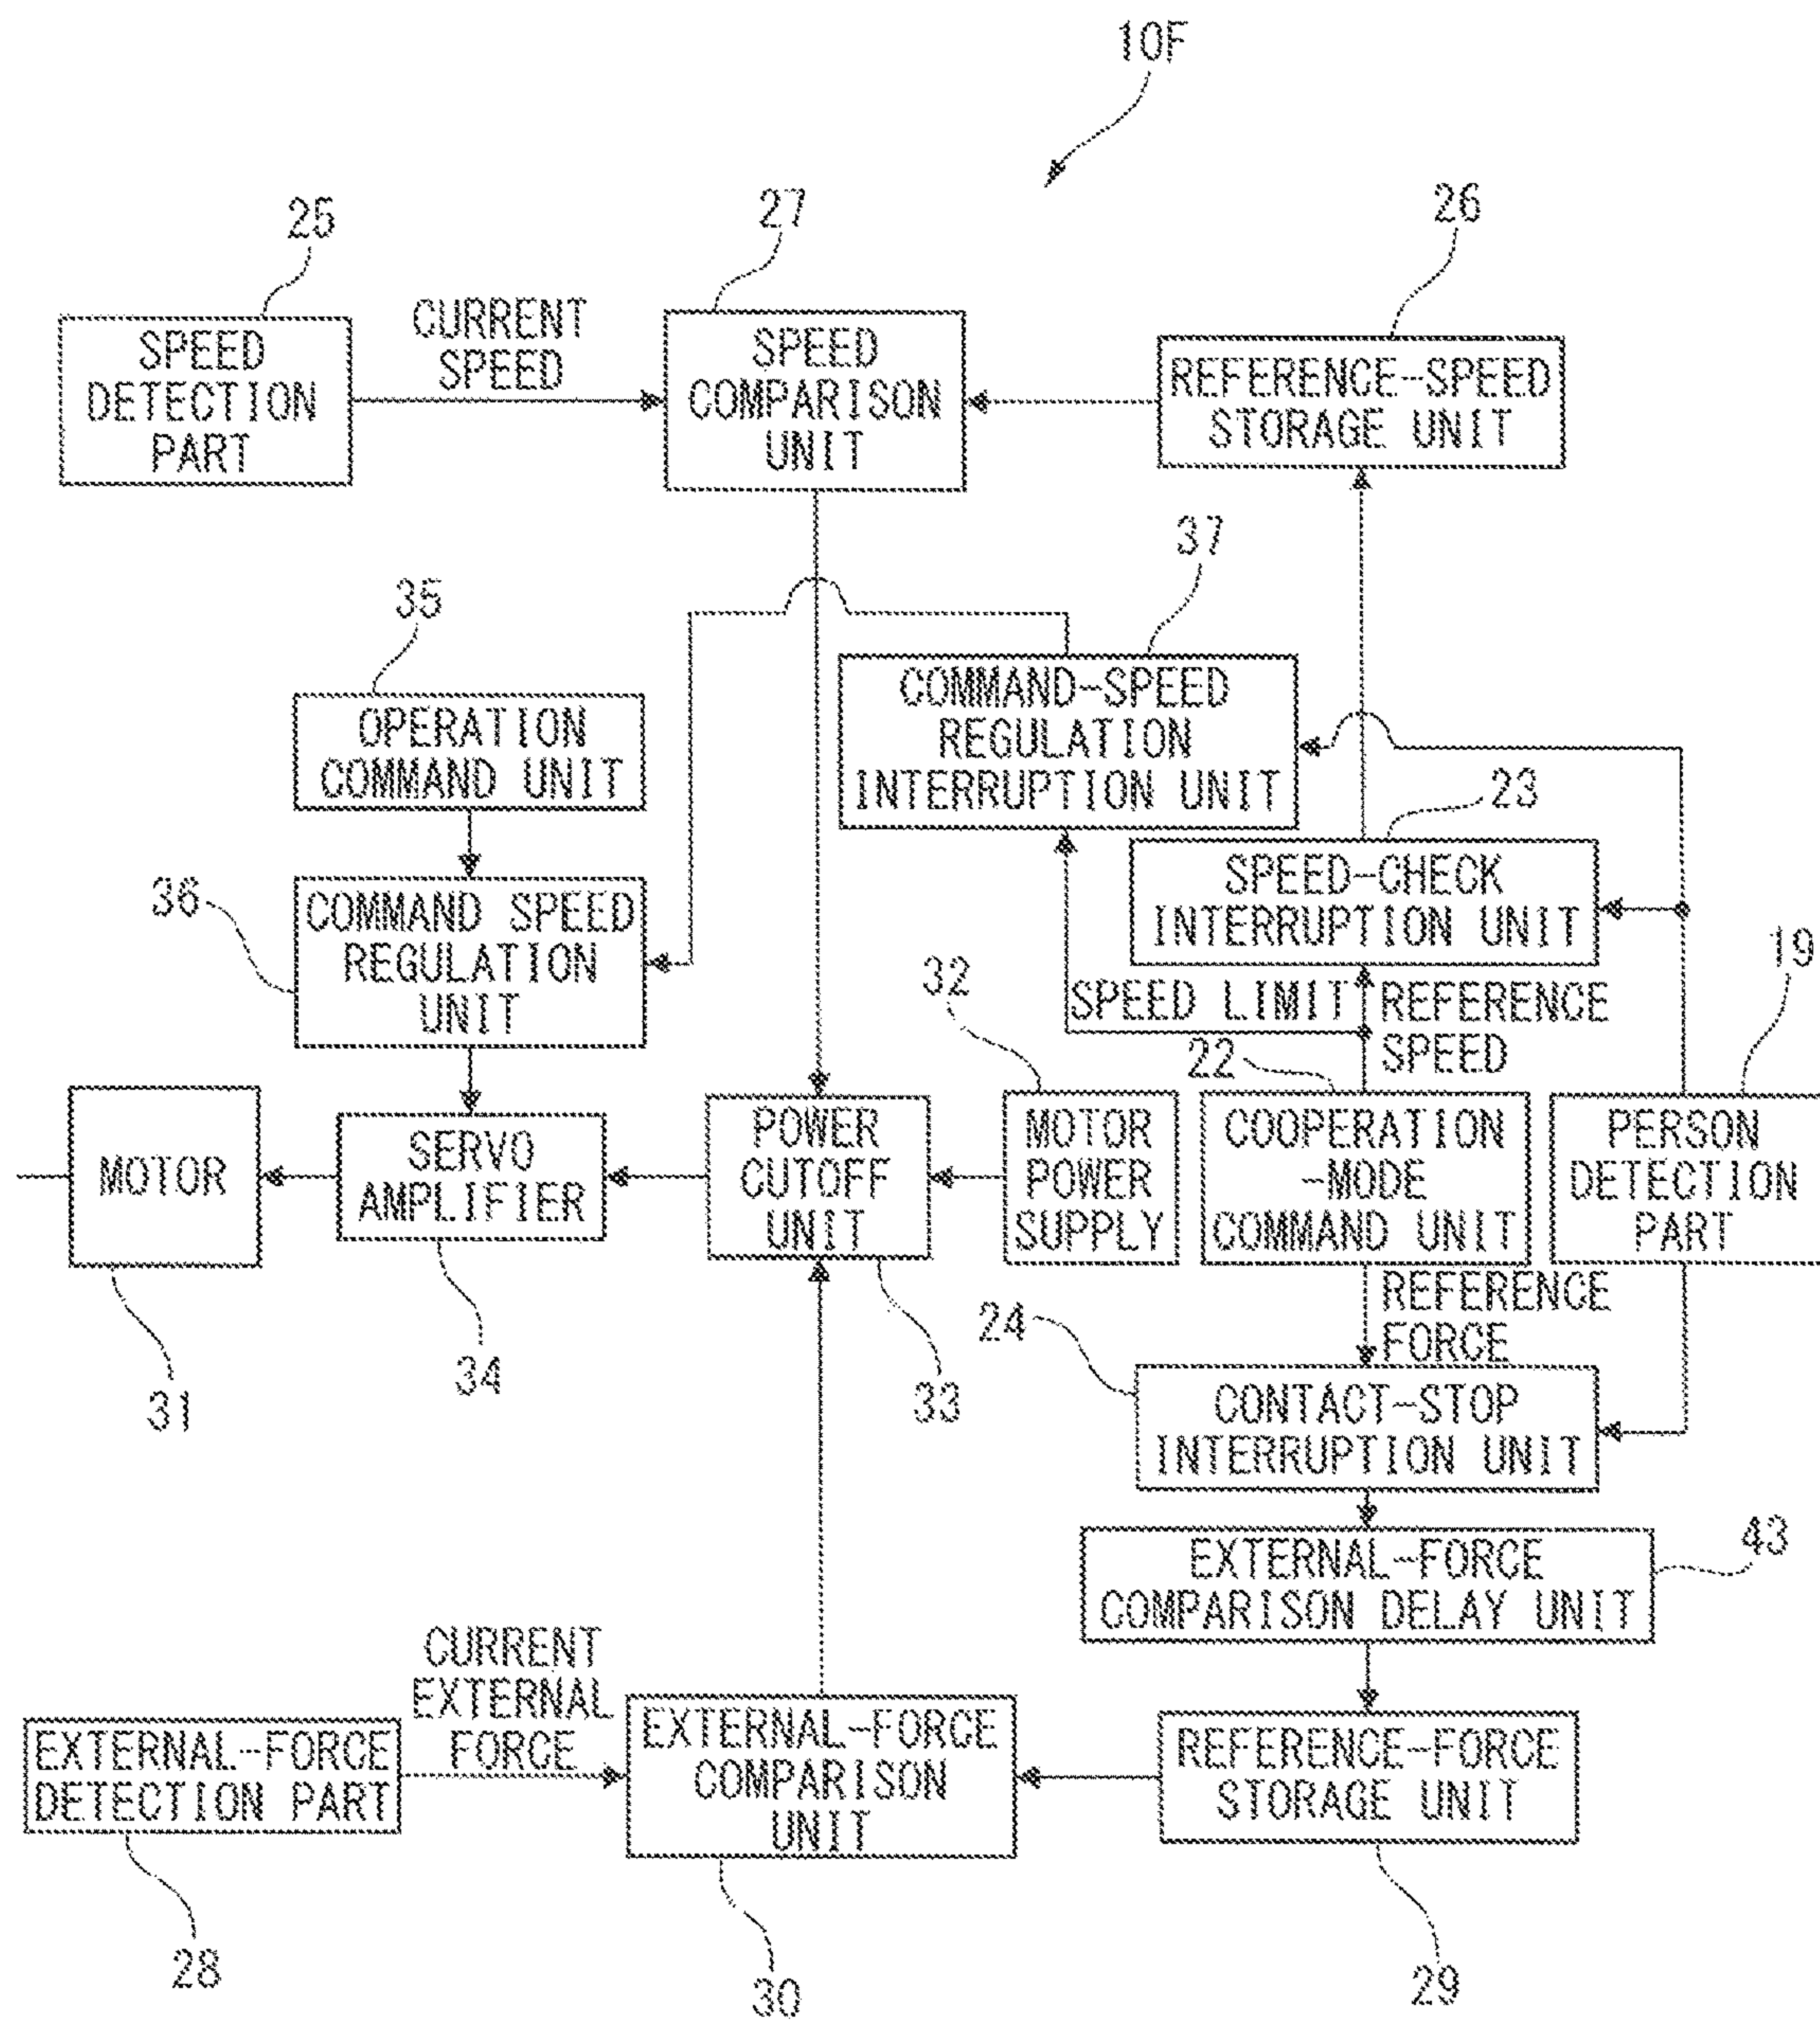 10F
25
27
26
SPEED
DETECTION
PART
CURRENT
SPEED
SPEED
COMPARISON
UNIT
REFERENCE-SPEED
STORAGE UNIT
37
35
COMMAND-SPEED
REGULATION
INTERRUPTION UNIT
OPERATION
COMMAND UNIT
23
SPEED-CHECK
INTERRUPTION UNIT
36
COMMAND SPEED
REGULATION
UNIT
19
32
SPEED LIMIT
REFERENCE
SPEED
22
MOTOR
SERVO
AMPLIFIER
POWER
CUTOFF
UNIT
MOTOR
POWER
SUPPLY
COOPERATION
-MODE
COMMAND UNIT
PERSON
DETECTION
PART
REFERENCE
FORCE
24
31
34
33
CONTACT-STOP
INTERRUPTION UNIT
43
EXTERNAL-FORCE
COMPARISON DELAY UNIT
CURRENT
EXTERNAL
FORCE
EXTERNAL-FORCE
DETECTION PART
EXTERNAL-FORCE
COMPARISON
UNIT
REFERENCE-FORCE
STORAGE UNIT
28
30
29